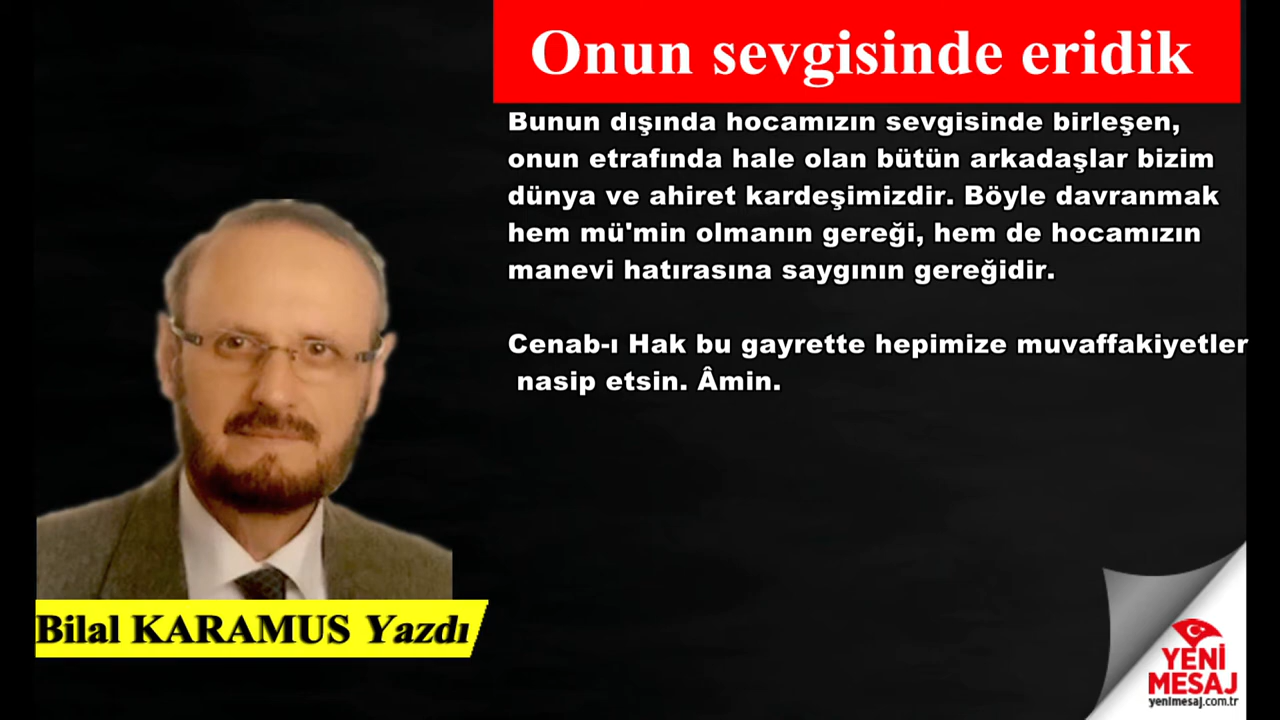 Onun sevgisinde eridik
Bunun dışında hocamızın sevgisinde birleşen,
onun etrafında hale olan bütün arkadaşlar bizim
dünya ve ahiret kardeşimizdir. Böyle davranmak
hem mü'min olmanın gereği, hem de hocamızın
manevi hatırasına saygının gereğidir.
Cenab-ı Hak bu gayrette hepimize muvaffakiyetler
nasip etsin. Âmin.
Bilal KARAMUS Yazdı
YENİ
MESAJ
yenimesaj.com.tr